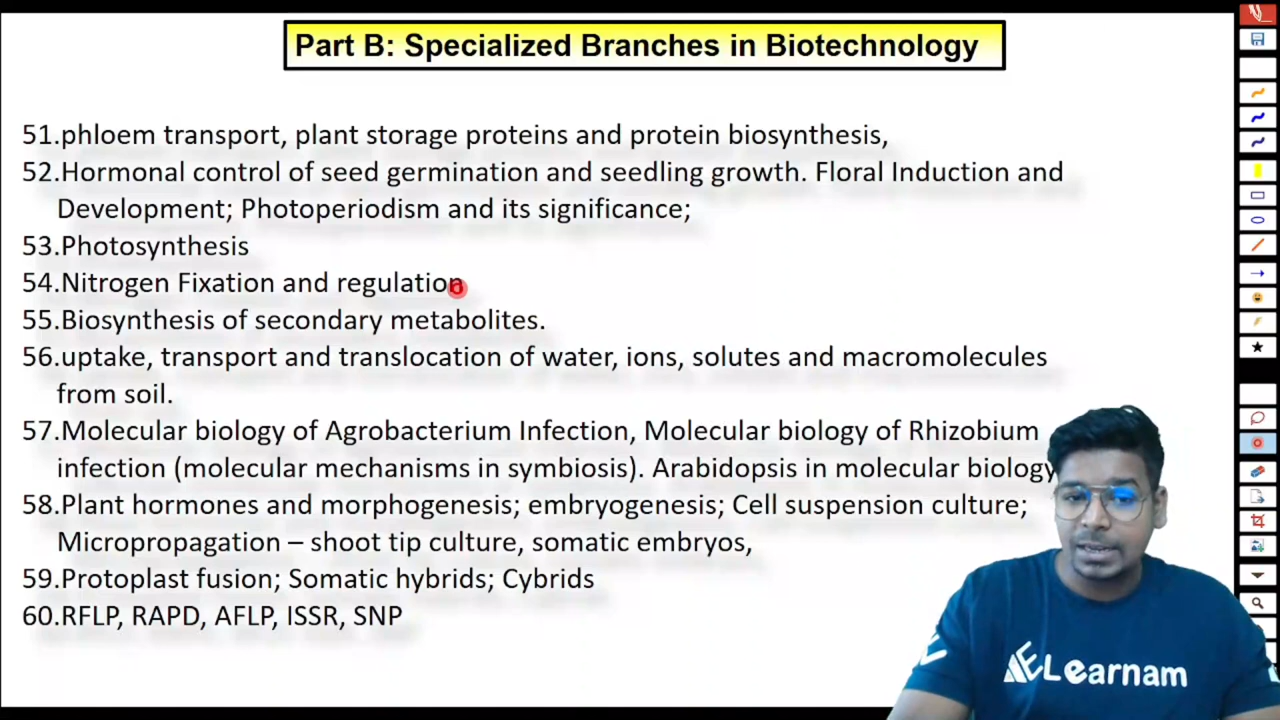 Part B: Specialized Branches in Biotechnology
51.phloem transport, plant storage proteins and protein biosynthesis,
52.Hormonal control of seed germination and seedling growth. Floral Induction and
Development; Photoperiodism and its significance;
53.Photosynthesis
54.Nitrogen Fixation and regulation
55.Biosynthesis of secondary metabolites.
56.uptake, transport and translocation of water, ions, solutes and macromolecules
from soil.
57.Molecular biology of Agrobacterium Infection, Molecular biology of Rhizobium
infection (molecular mechanisms in symbiosis). Arabidopsis in molecular biology
58.Plant hormones and morphogenesis; embryogenesis; Cell suspension culture;
Micropropagation – shoot tip culture, somatic embryos,
59.Protoplast fusion; Somatic hybrids; Cybrids
60.RFLP, RAPD, AFLP, ISSR, SNP
Learnam